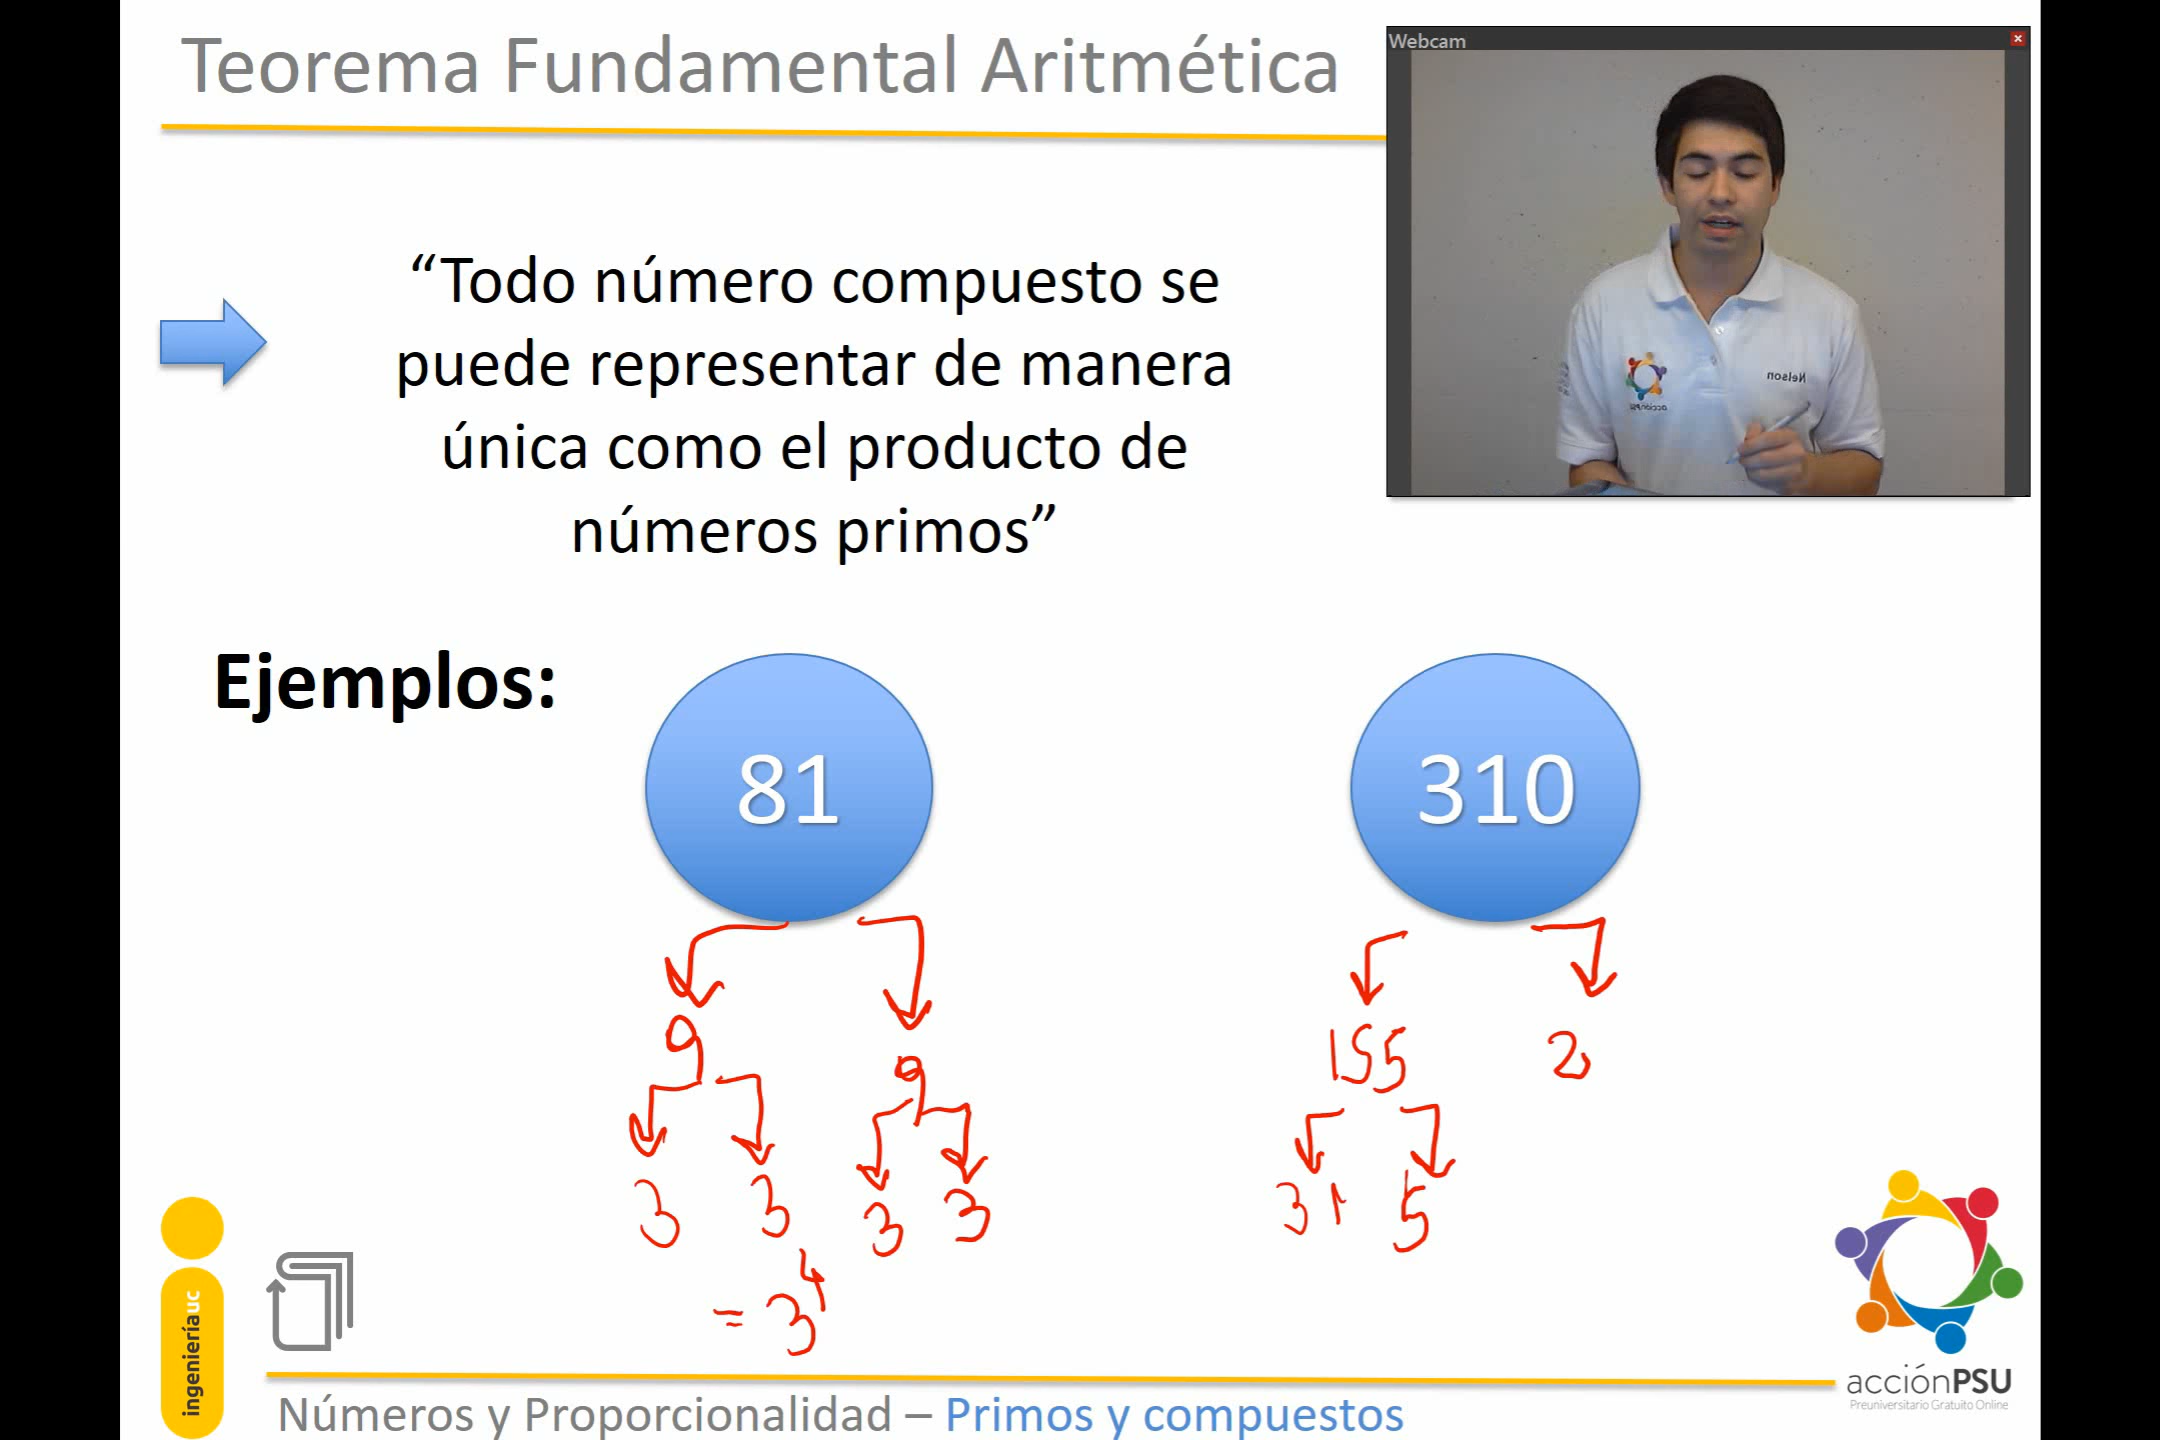 Teorema Fundamental Aritmética
Webcam
Nelson
acciónPSU
“Todo número compuesto se
puede representar de manera
única como el producto de
números primos”
Ejemplos:
81
310
9
9
155
2
3
3
3
3
31
5
= 3⁴
ingenieríauc
acciónPSU
Preuniversitario Gratuito Online
Números y Proporcionalidad – Primos y compuestos